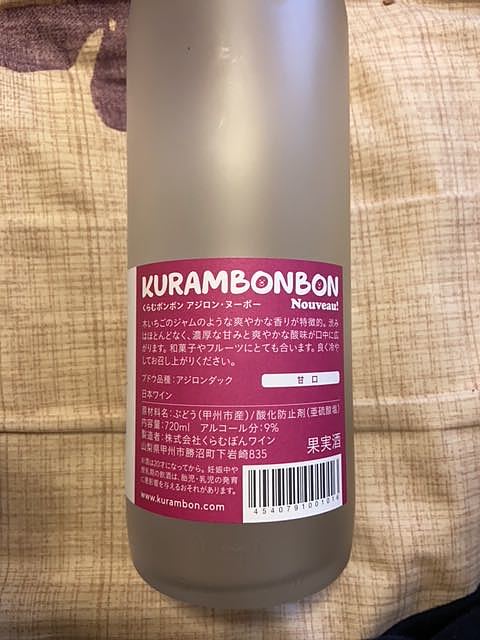 KURAMBONBON
くらむボンボン アジロン・ヌーボー Nouveau!
木いちごのジャムのような爽やかな香りが特徴的。渋み
はほとんどなく、濃厚な甘みと爽やかな酸味が口中に広
がります。和菓子やフルーツにとても合います。良く冷や
してお召し上がりください。
ブドウ品種：アジロンダック 甘口
日本ワイン
原材料名：ぶどう（甲州市産）/酸化防止剤（亜硫酸塩）
内容量：720ml アルコール分：9%
製造者：株式会社くらむぼんワイン
山梨県甲州市勝沼町下岩崎835
果実酒
飲酒は20才になってから。妊娠中や
授乳期の飲酒は、胎児・乳児の発育
に悪影響を与えるおそれがあります。
www.kurambon.com
4540791001014